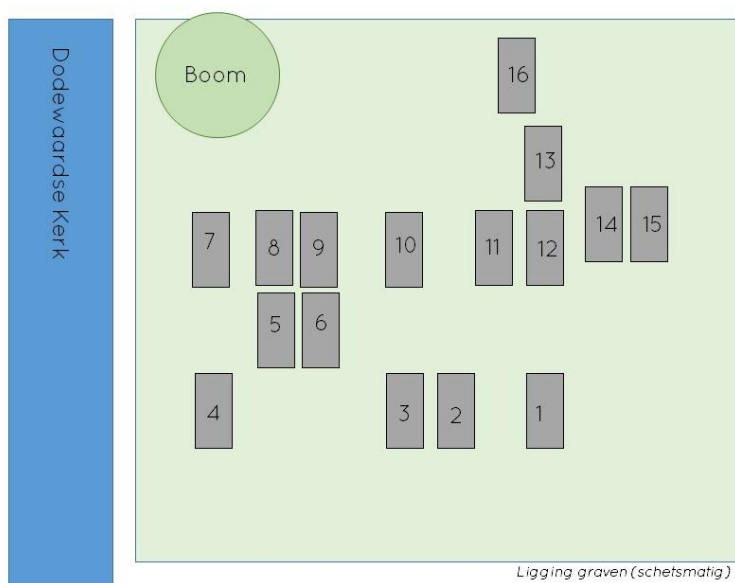 Dodewaardse Kerk
Boom
16
13
14 15
7 8 9 10 11 12
5 6
4 3 2 1
Ligging graven (schetsmatig)